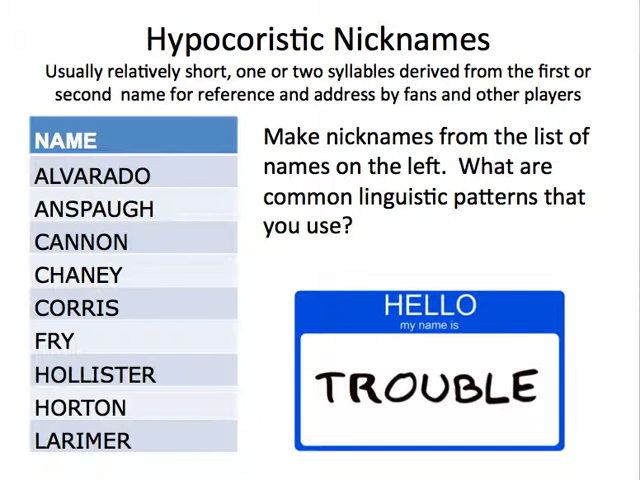 Hypocoristic Nicknames
Usually relatively short, one or two syllables derived from the first or
second name for reference and address by fans and other players
NAME
ALVARADO
ANSPAUGH
CANNON
CHANEY
CORRIS
FRY
HOLLISTER
HORTON
LARIMER
Make nicknames from the list of
names on the left. What are
common linguistic patterns that
you use?
HELLO
my name is
TROUBLE